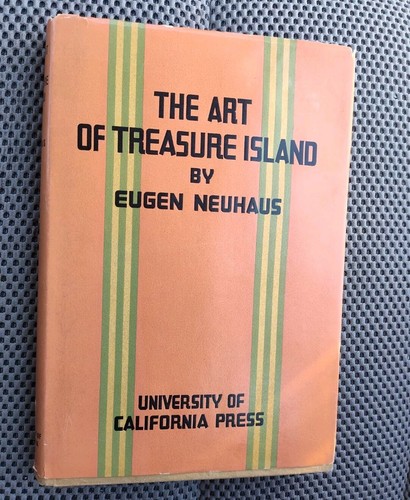 THE ART
OF TREASURE ISLAND
BY
EUGEN NEUHAUS
UNIVERSITY OF
CALIFORNIA PRESS